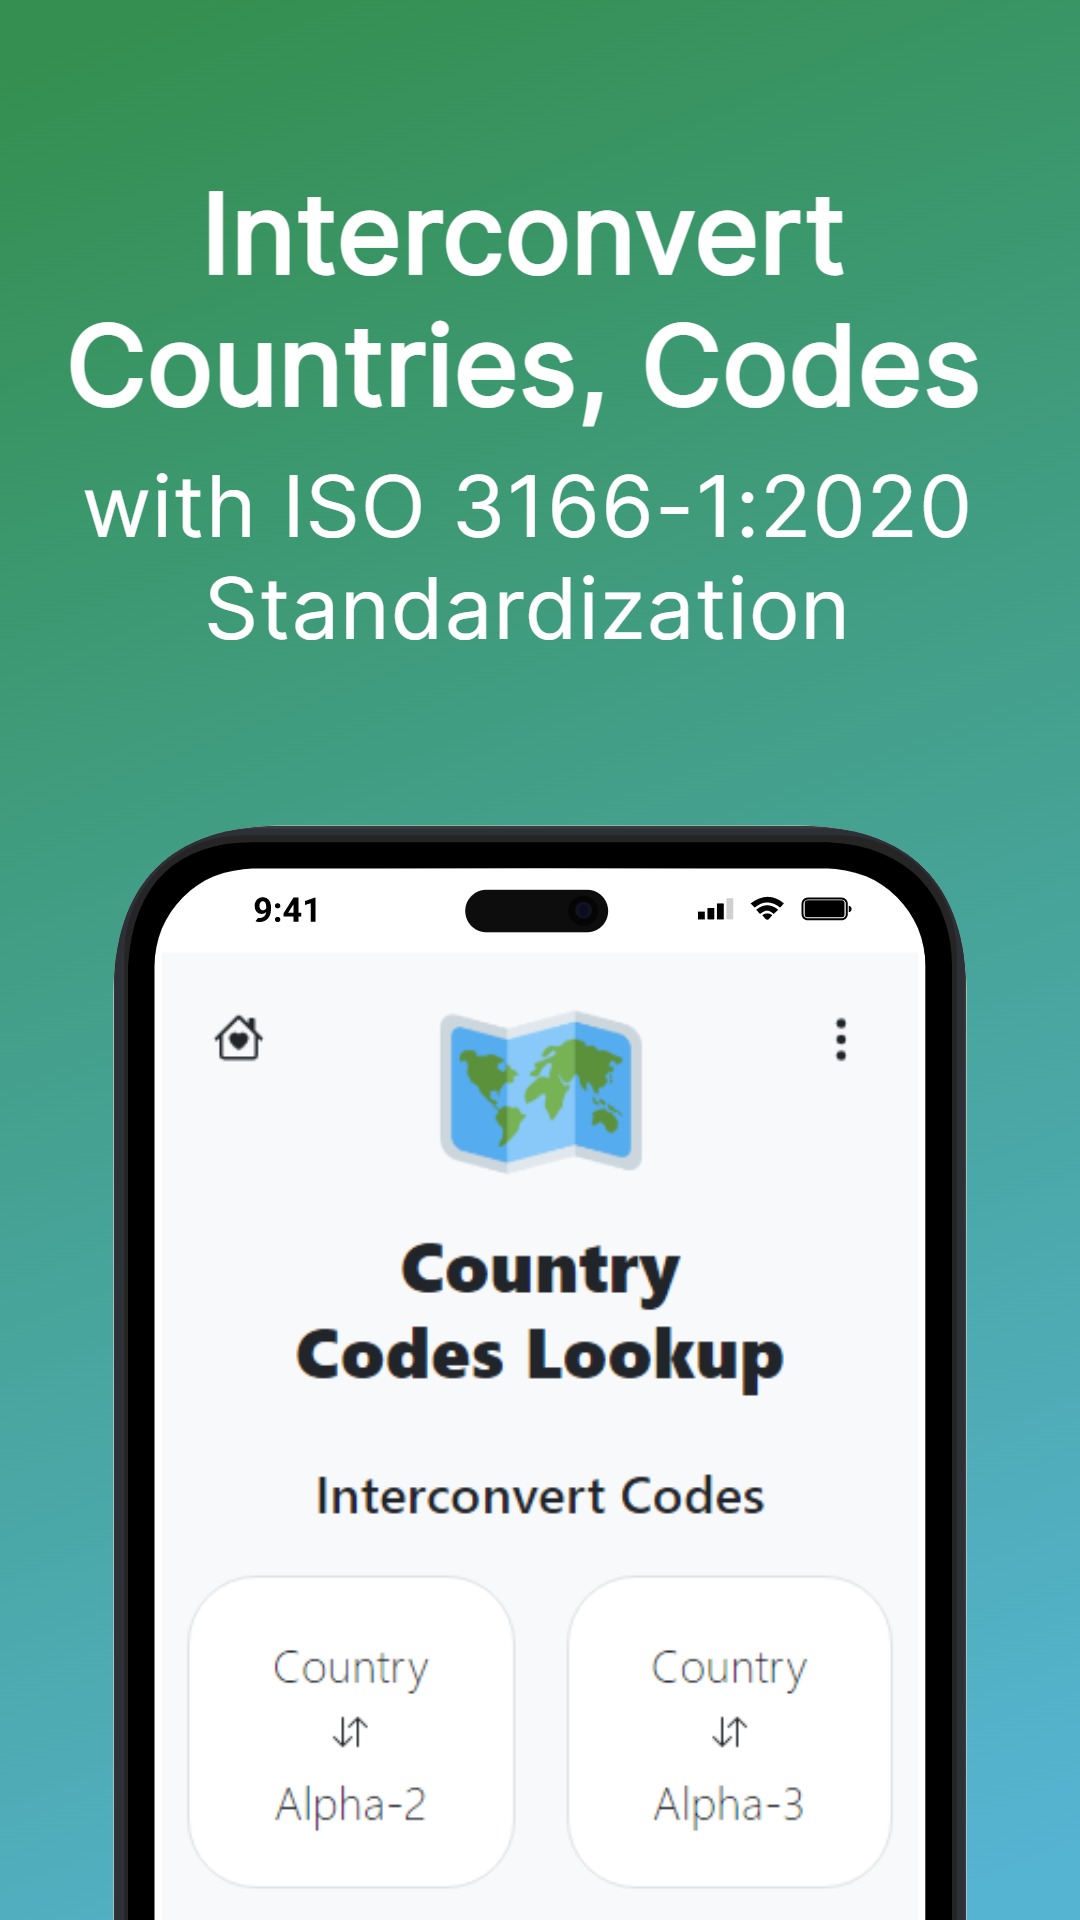 Interconvert
Countries, Codes
with ISO 3166-1:2020
Standardization
9:41
Country
Codes Lookup
Interconvert Codes
Country
Alpha-2
Country
Alpha-3